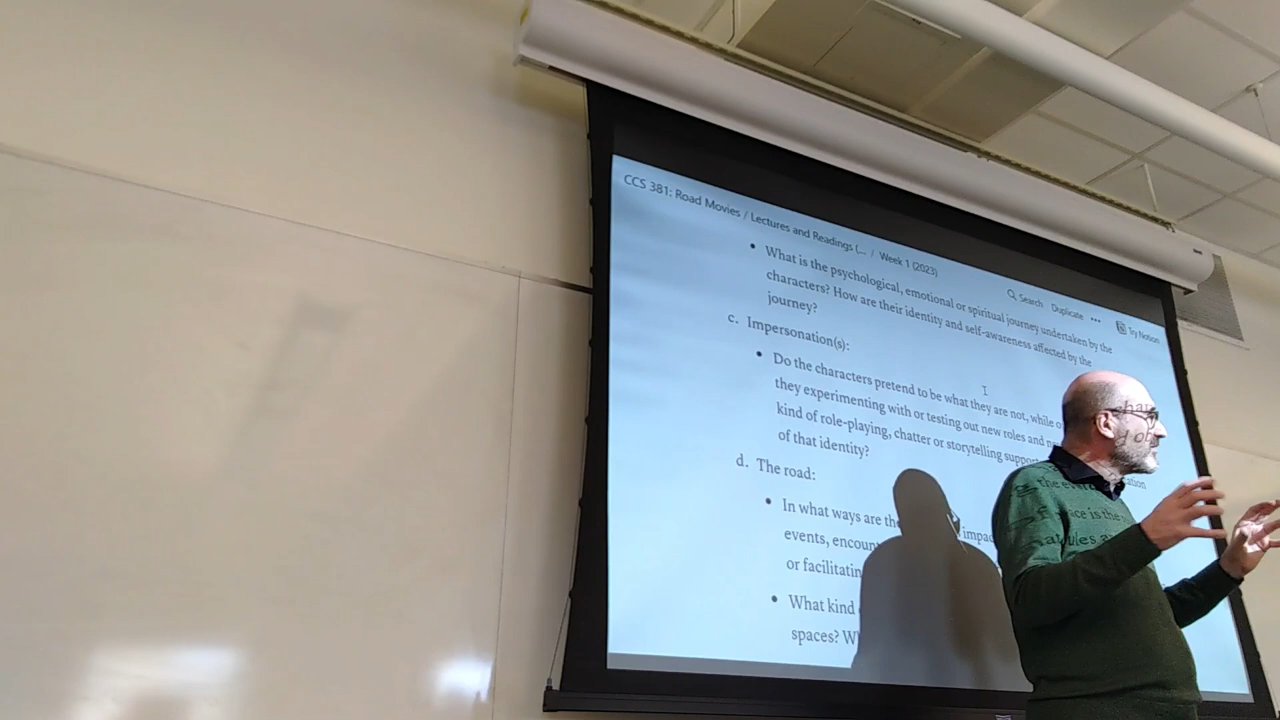 CCS 381: Road Movies / Lectures and Readings (... / Week 1 (2023)
Search Duplicate ••• Try Notion
• What is the psychological, emotional or spiritual journey undertaken by the
characters? How are their identity and self-awareness affected by the
journey?
c. Impersonation(s):
• Do the characters pretend to be what they are not, while
they experimenting with or testing out new roles and
kind of role-playing, chatter or storytelling
of that identity?
d. The road:
• In what ways are
events,
or
• What kind
spaces?